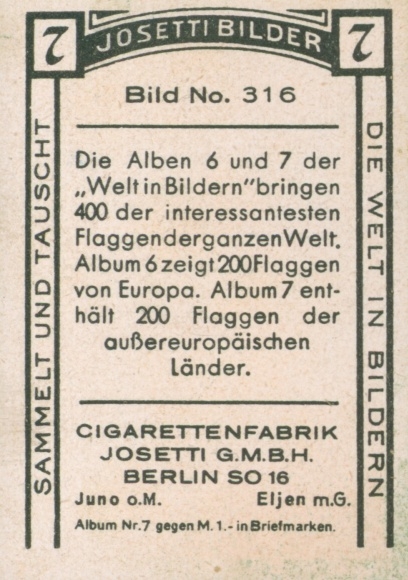 7 JOSETTI BILDER 7
Bild No. 316
Die Alben 6 und 7 der
„Welt in Bildern" bringen
400 der interessantesten
Flaggen der ganzen Welt.
Album 6 zeigt 200 Flaggen
von Europa. Album 7 ent-
hält 200 Flaggen der
außereuropäischen
Länder.
CIGARETTENFABRIK
JOSETTI G.M.B.H.
BERLIN SO 16
Juno o.M. Eljen m.G.
Album Nr. 7 gegen M. 1.- in Briefmarken.
SAMMELT UND TAUSCHT
DIE WELT IN BILDERN